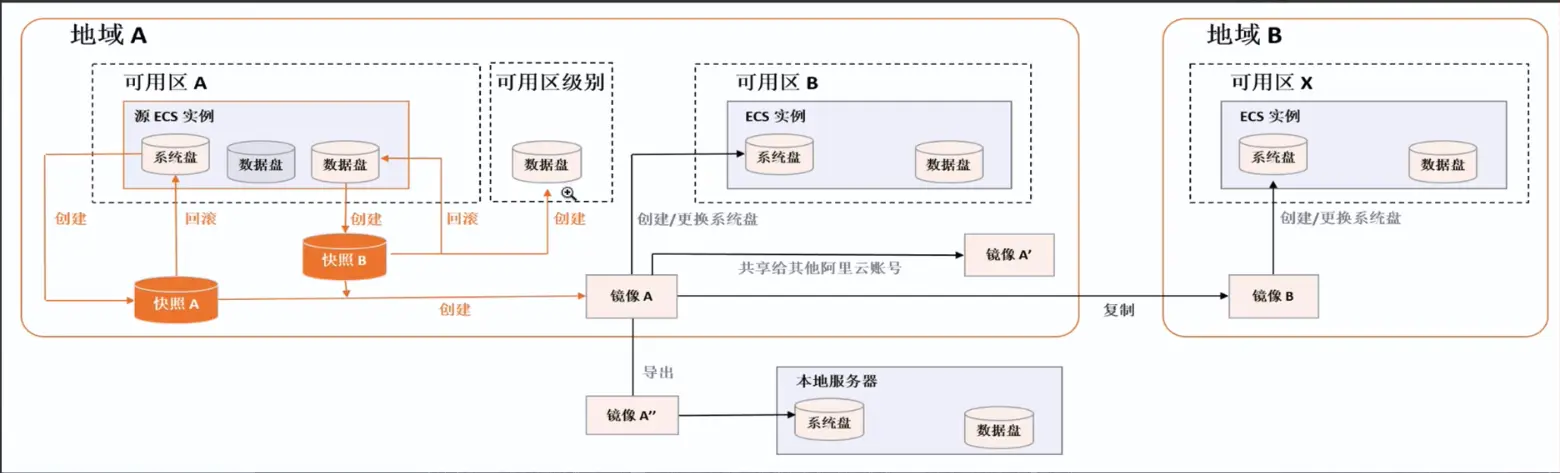 地域 A
地域 B
可用区 A
可用区级别
可用区 B
可用区 X
源 ECS 实例
ECS 实例
ECS 实例
系统盘
数据盘
数据盘
数据盘
系统盘
数据盘
系统盘
数据盘
创建
回滚
创建
回滚
创建
创建/更换系统盘
创建/更换系统盘
快照 B
共享给其他阿里云账号
镜像 A'
快照 A
创建
镜像 A
复制
镜像 B
导出
本地服务器
镜像 A''
系统盘
数据盘